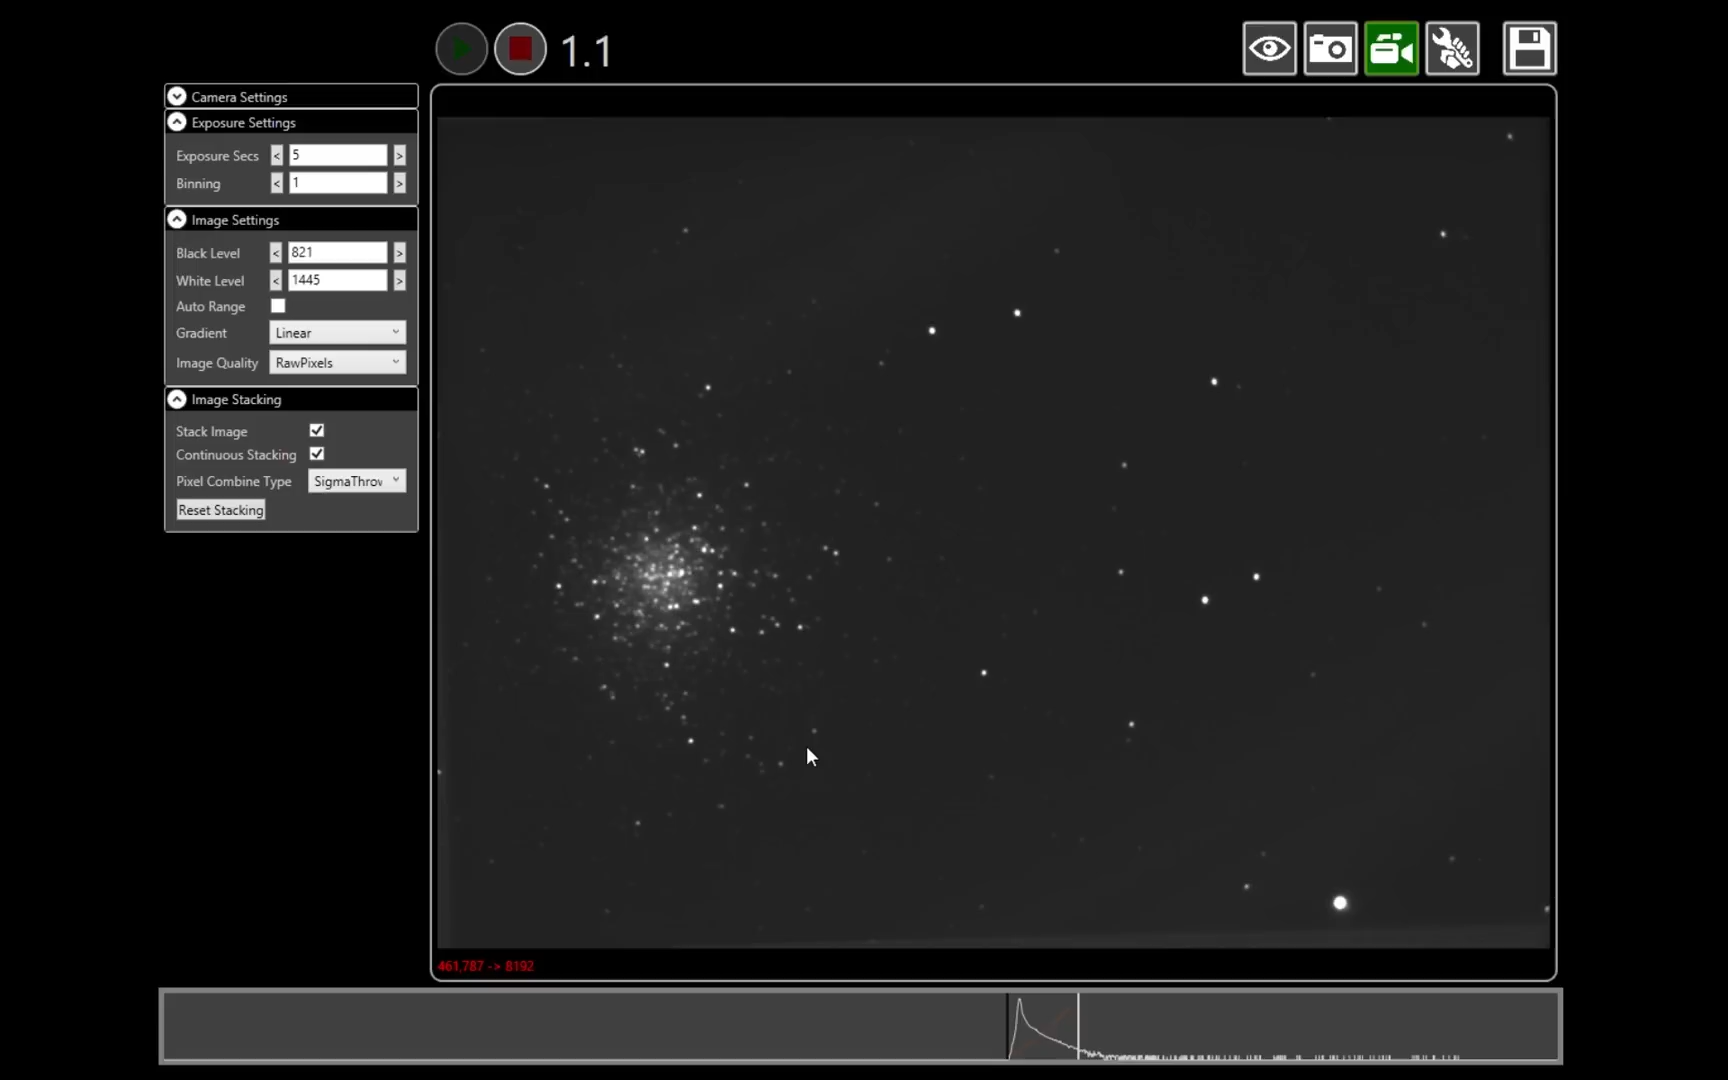 1.1
Camera Settings
Exposure Settings
Exposure Secs < 5 >
Binning < 1 >
Image Settings
Black Level < 821 >
White Level < 1445 >
Auto Range
Gradient Linear
Image Quality RawPixels
Image Stacking
Stack Image
Continuous Stacking
Pixel Combine Type SigmaThrov
Reset Stacking
461,787 -> 8192